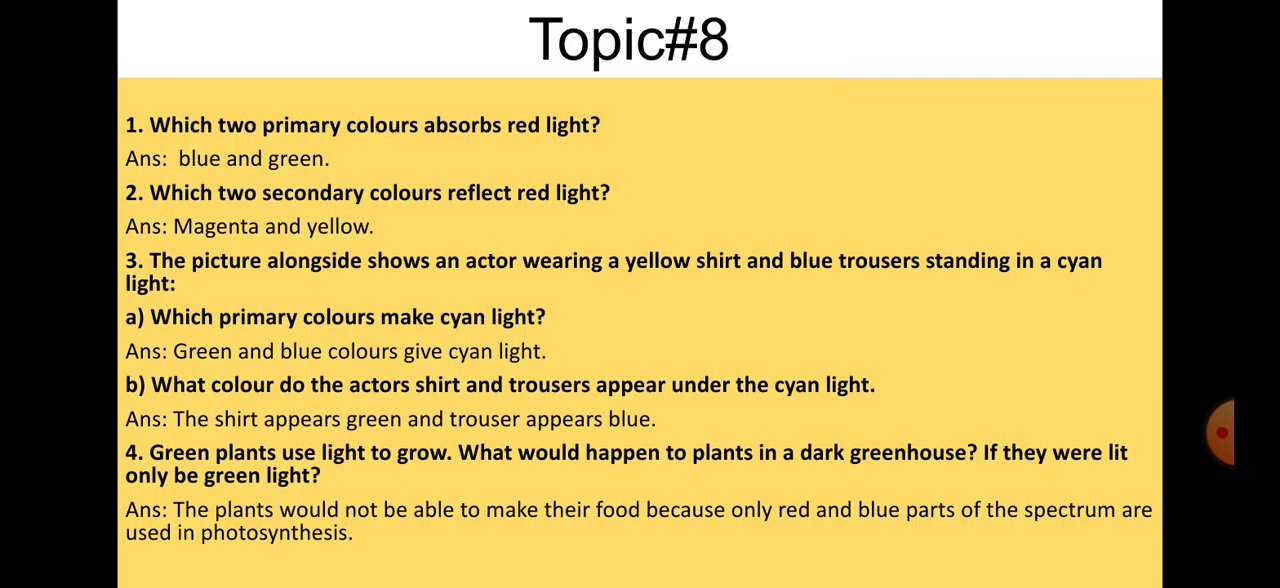 Topic#8
1. Which two primary colours absorbs red light?
Ans:  blue and green.
2. Which two secondary colours reflect red light?
Ans: Magenta and yellow.
3. The picture alongside shows an actor wearing a yellow shirt and blue trousers standing in a cyan
light:
a) Which primary colours make cyan light?
Ans: Green and blue colours give cyan light.
b) What colour do the actors shirt and trousers appear under the cyan light.
Ans: The shirt appears green and trouser appears blue.
4. Green plants use light to grow. What would happen to plants in a dark greenhouse? If they were lit
only be green light?
Ans: The plants would not be able to make their food because only red and blue parts of the spectrum are
used in photosynthesis.